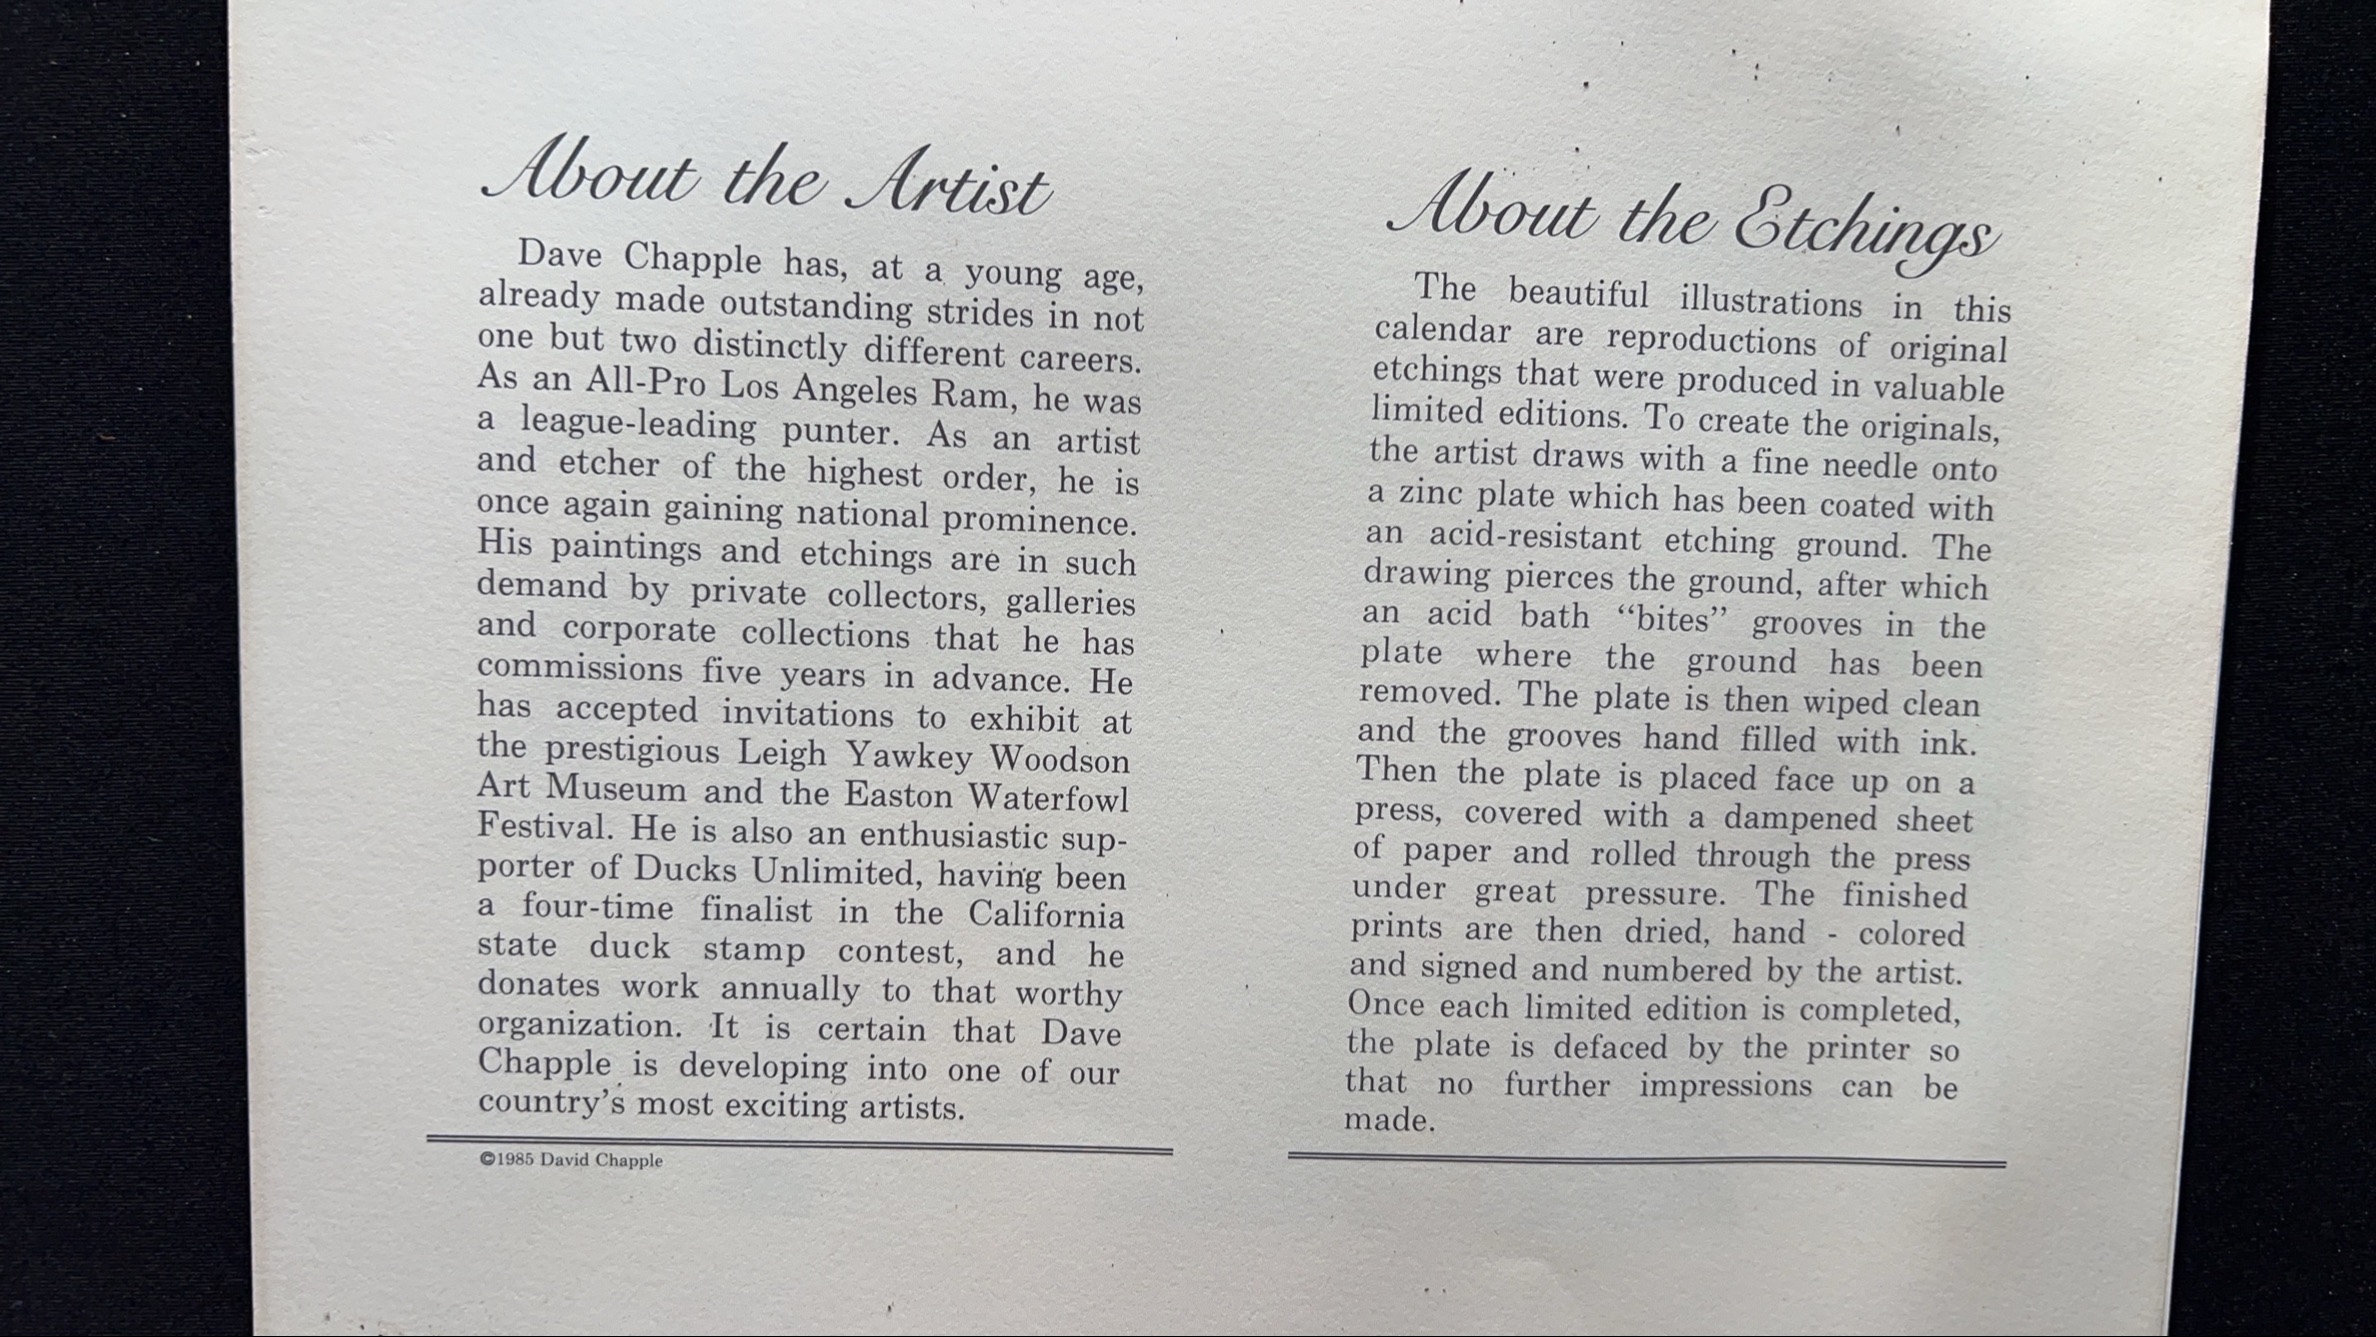 About the Artist
Dave Chapple has, at a young age,
already made outstanding strides in not
one but two distinctly different careers.
As an All-Pro Los Angeles Ram, he was
a league-leading punter. As an artist
and etcher of the highest order, he is
once again gaining national prominence.
His paintings and etchings are in such
demand by private collectors, galleries
and corporate collections that he has
commissions five years in advance. He
has accepted invitations to exhibit at
the prestigious Leigh Yawkey Woodson
Art Museum and the Easton Waterfowl
Festival. He is also an enthusiastic sup-
porter of Ducks Unlimited, having been
a four-time finalist in the California
state duck stamp contest, and he
donates work annually to that worthy
organization. It is certain that Dave
Chapple is developing into one of our
country's most exciting artists.
©1985 David Chapple
About the Etchings
The beautiful illustrations in this
calendar are reproductions of original
etchings that were produced in valuable
limited editions. To create the originals,
the artist draws with a fine needle onto
a zinc plate which has been coated with
an acid-resistant etching ground. The
drawing pierces the ground, after which
an acid bath “bites” grooves in the
plate where the ground has been
removed. The plate is then wiped clean
and the grooves hand filled with ink.
Then the plate is placed face up on a
press, covered with a dampened sheet
of paper and rolled through the press
under great pressure. The finished
prints are then dried, hand - colored
and signed and numbered by the artist.
Once each limited edition is completed,
the plate is defaced by the printer so
that no further impressions can be
made.